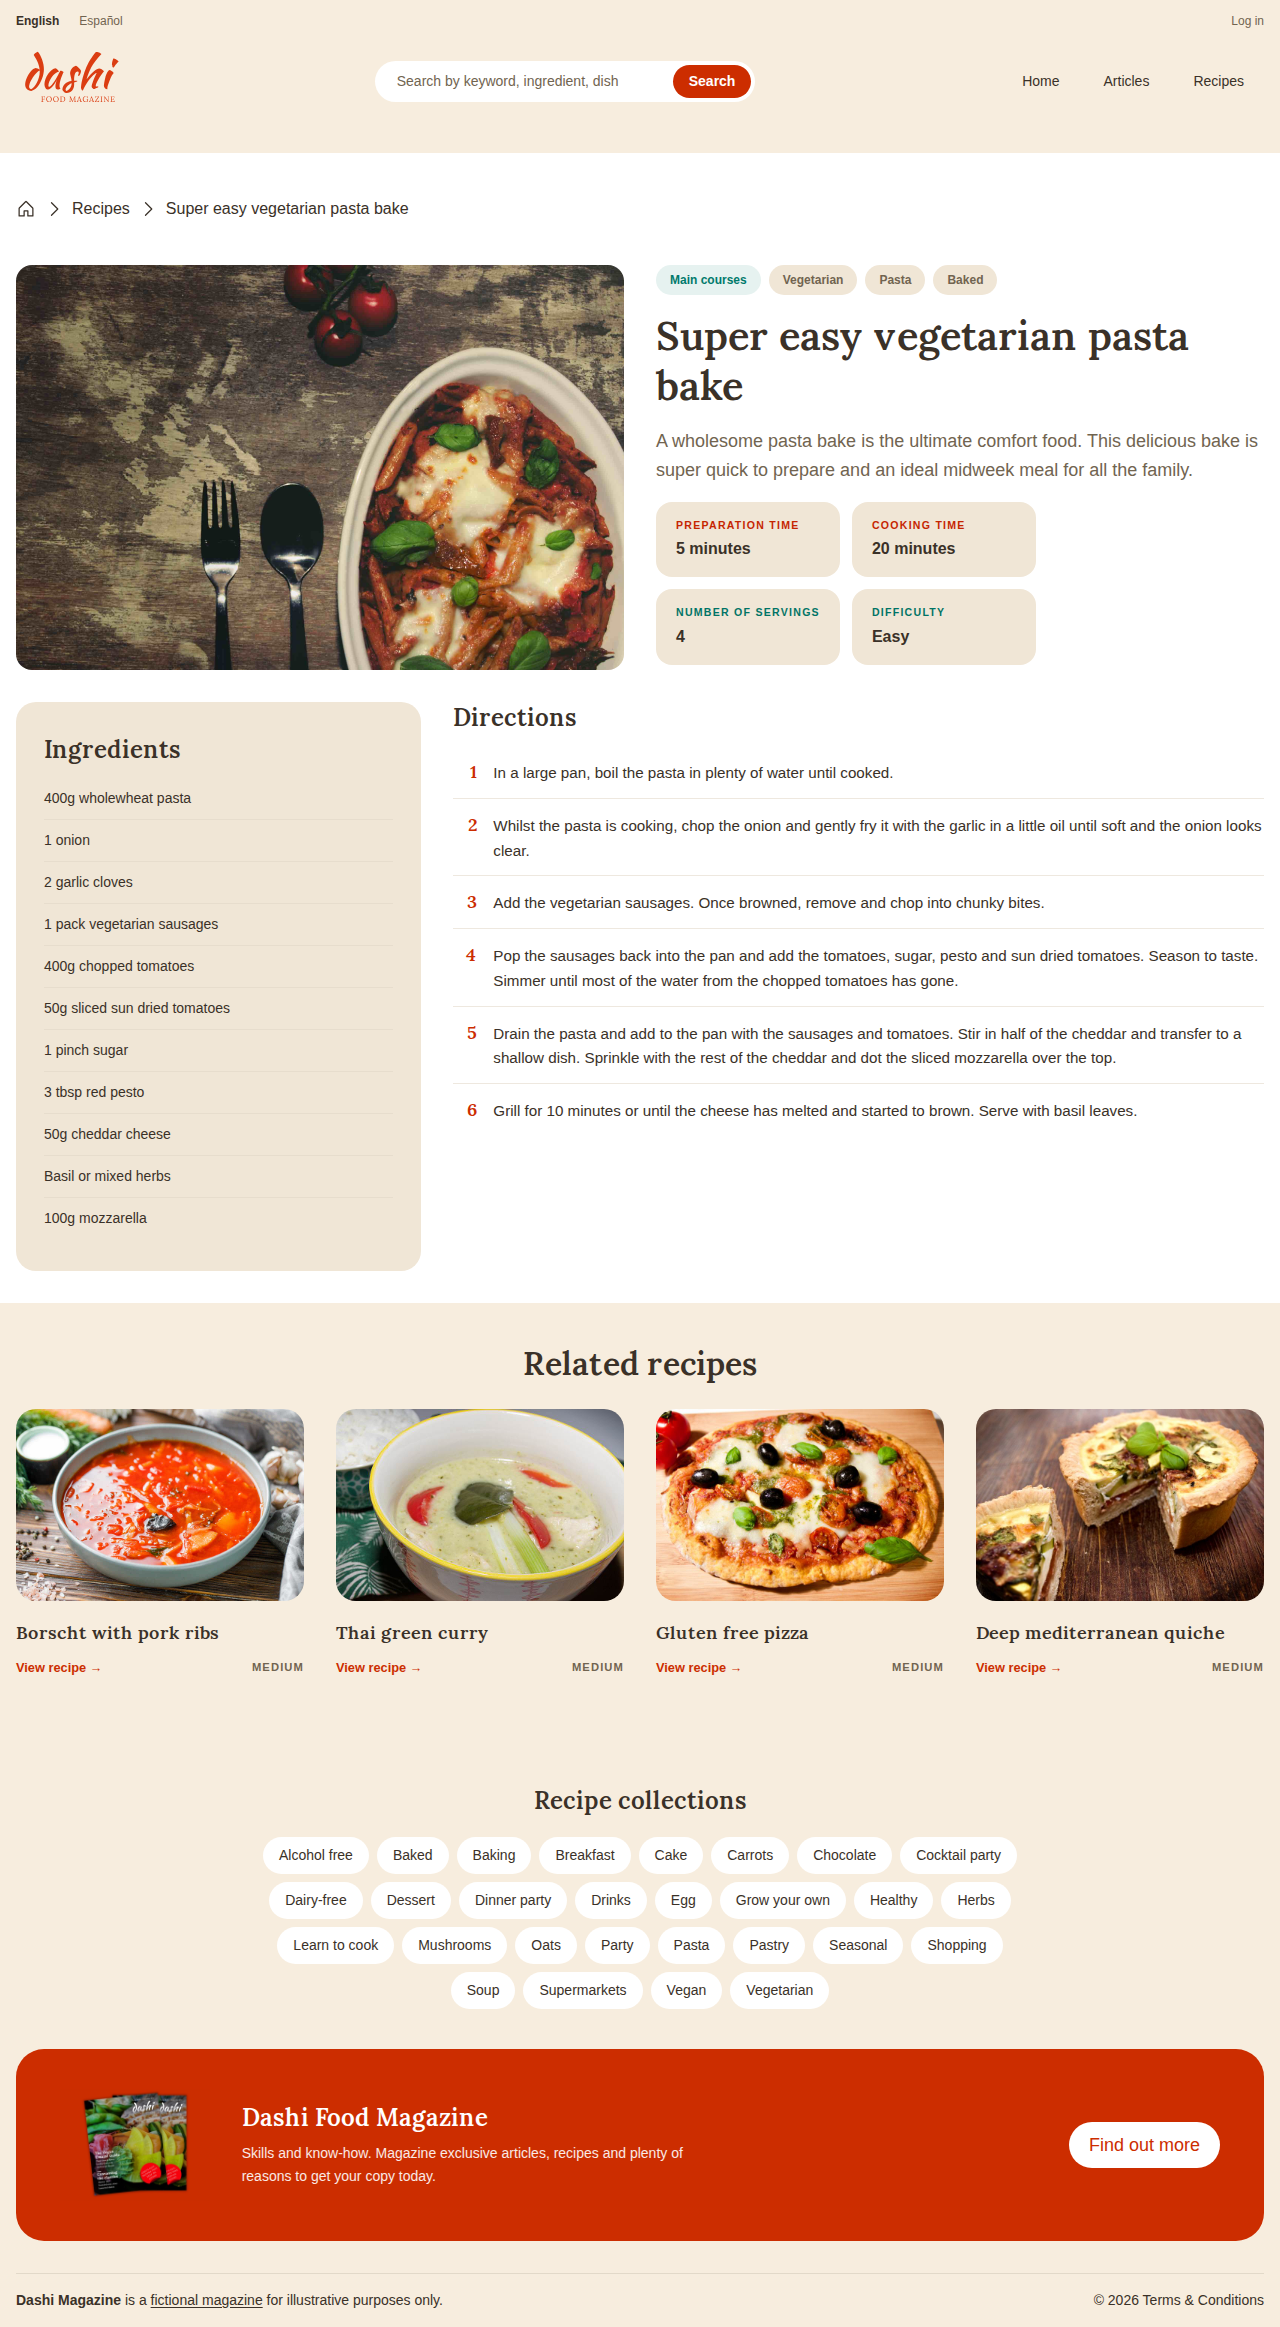 English Español Log in
dashi
FOOD MAGAZINE
Search by keyword, ingredient, dish Search
Home Articles Recipes
Recipes Super easy vegetarian pasta bake
Main courses Vegetarian Pasta Baked
Super easy vegetarian pasta
bake
A wholesome pasta bake is the ultimate comfort food. This delicious bake is
super quick to prepare and an ideal midweek meal for all the family.
PREPARATION TIME
5 minutes
COOKING TIME
20 minutes
NUMBER OF SERVINGS
4
DIFFICULTY
Easy
Ingredients
400g wholewheat pasta
1 onion
2 garlic cloves
1 pack vegetarian sausages
400g chopped tomatoes
50g sliced sun dried tomatoes
1 pinch sugar
3 tbsp red pesto
50g cheddar cheese
Basil or mixed herbs
100g mozzarella
Directions
1 In a large pan, boil the pasta in plenty of water until cooked.
2 Whilst the pasta is cooking, chop the onion and gently fry it with the garlic in a little oil until soft and the onion looks
clear.
3 Add the vegetarian sausages. Once browned, remove and chop into chunky bites.
4 Pop the sausages back into the pan and add the tomatoes, sugar, pesto and sun dried tomatoes. Season to taste.
Simmer until most of the water from the chopped tomatoes has gone.
5 Drain the pasta and add to the pan with the sausages and tomatoes. Stir in half of the cheddar and transfer to a
shallow dish. Sprinkle with the rest of the cheddar and dot the sliced mozzarella over the top.
6 Grill for 10 minutes or until the cheese has melted and started to brown. Serve with basil leaves.
Related recipes
Borscht with pork ribs
View recipe → MEDIUM
Thai green curry
View recipe → MEDIUM
Gluten free pizza
View recipe → MEDIUM
Deep mediterranean quiche
View recipe → MEDIUM
Recipe collections
Alcohol free Baked Baking Breakfast Cake Carrots Chocolate Cocktail party
Dairy-free Dessert Dinner party Drinks Egg Grow your own Healthy Herbs
Learn to cook Mushrooms Oats Party Pasta Pastry Seasonal Shopping
Soup Supermarkets Vegan Vegetarian
dashi dashi
Dashi Food Magazine
Skills and know-how. Magazine exclusive articles, recipes and plenty of
reasons to get your copy today.
Find out more
Dashi Magazine is a fictional magazine for illustrative purposes only.
© 2026 Terms & Conditions